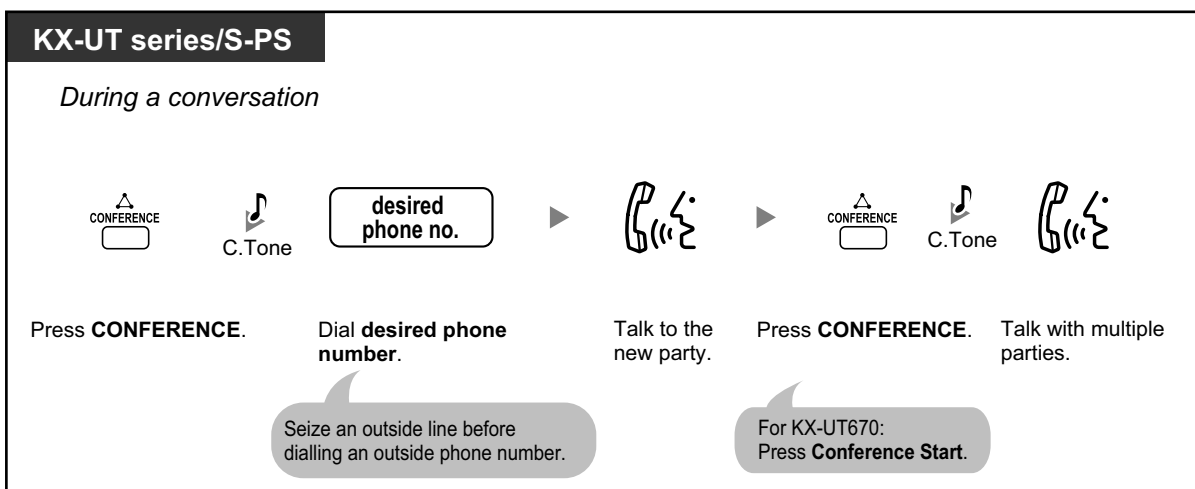 KX-UT series/S-PS
During a conversation
CONFERENCE
C.Tone
desired
phone no.
CONFERENCE
C.Tone
Press CONFERENCE.
Dial desired phone
number.
Talk to the
new party.
Press CONFERENCE.
Talk with multiple
parties.
Seize an outside line before
dialling an outside phone number.
For KX-UT670:
Press Conference Start.